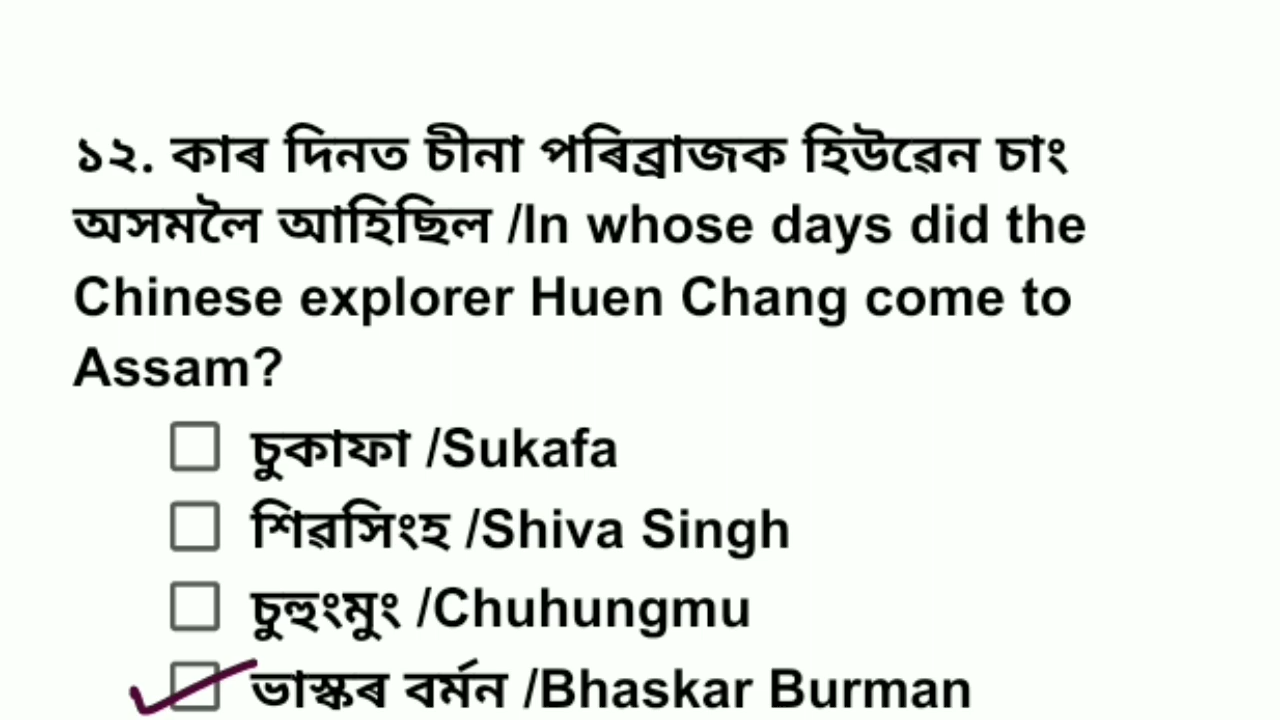 ১২. কাৰ দিনত চীনা পৰিব্ৰাজক হিউৱেন চাং
অসমলৈ আহিছিল /In whose days did the
Chinese explorer Huen Chang come to
Assam?
চুকাফা /Sukafa
শিৱসিংহ /Shiva Singh
চুহুংমুং /Chuhungmu
ভাস্কৰ বৰ্মন /Bhaskar Burman